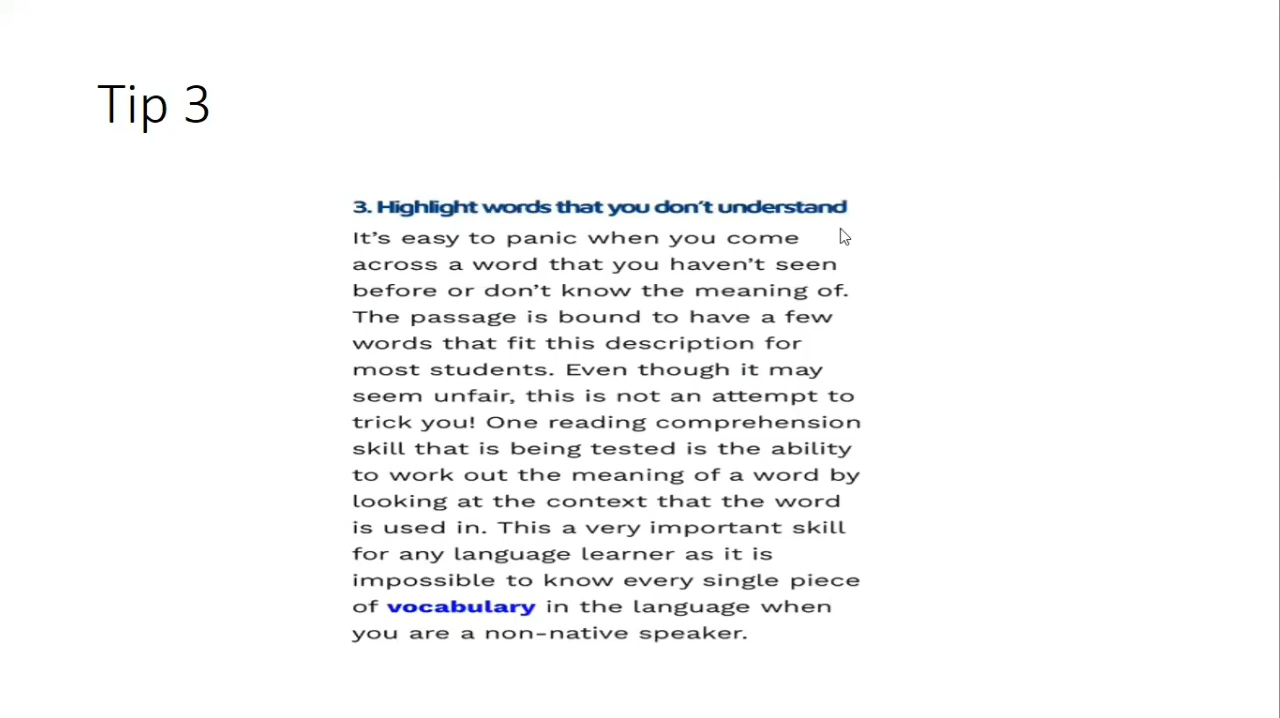 Tip 3
3. Highlight words that you don't understand
It's easy to panic when you come
across a word that you haven't seen
before or don't know the meaning of.
The passage is bound to have a few
words that fit this description for
most students. Even though it may
seem unfair, this is not an attempt to
trick you! One reading comprehension
skill that is being tested is the ability
to work out the meaning of a word by
looking at the context that the word
is used in. This a very important skill
for any language learner as it is
impossible to know every single piece
of vocabulary in the language when
you are a non-native speaker.